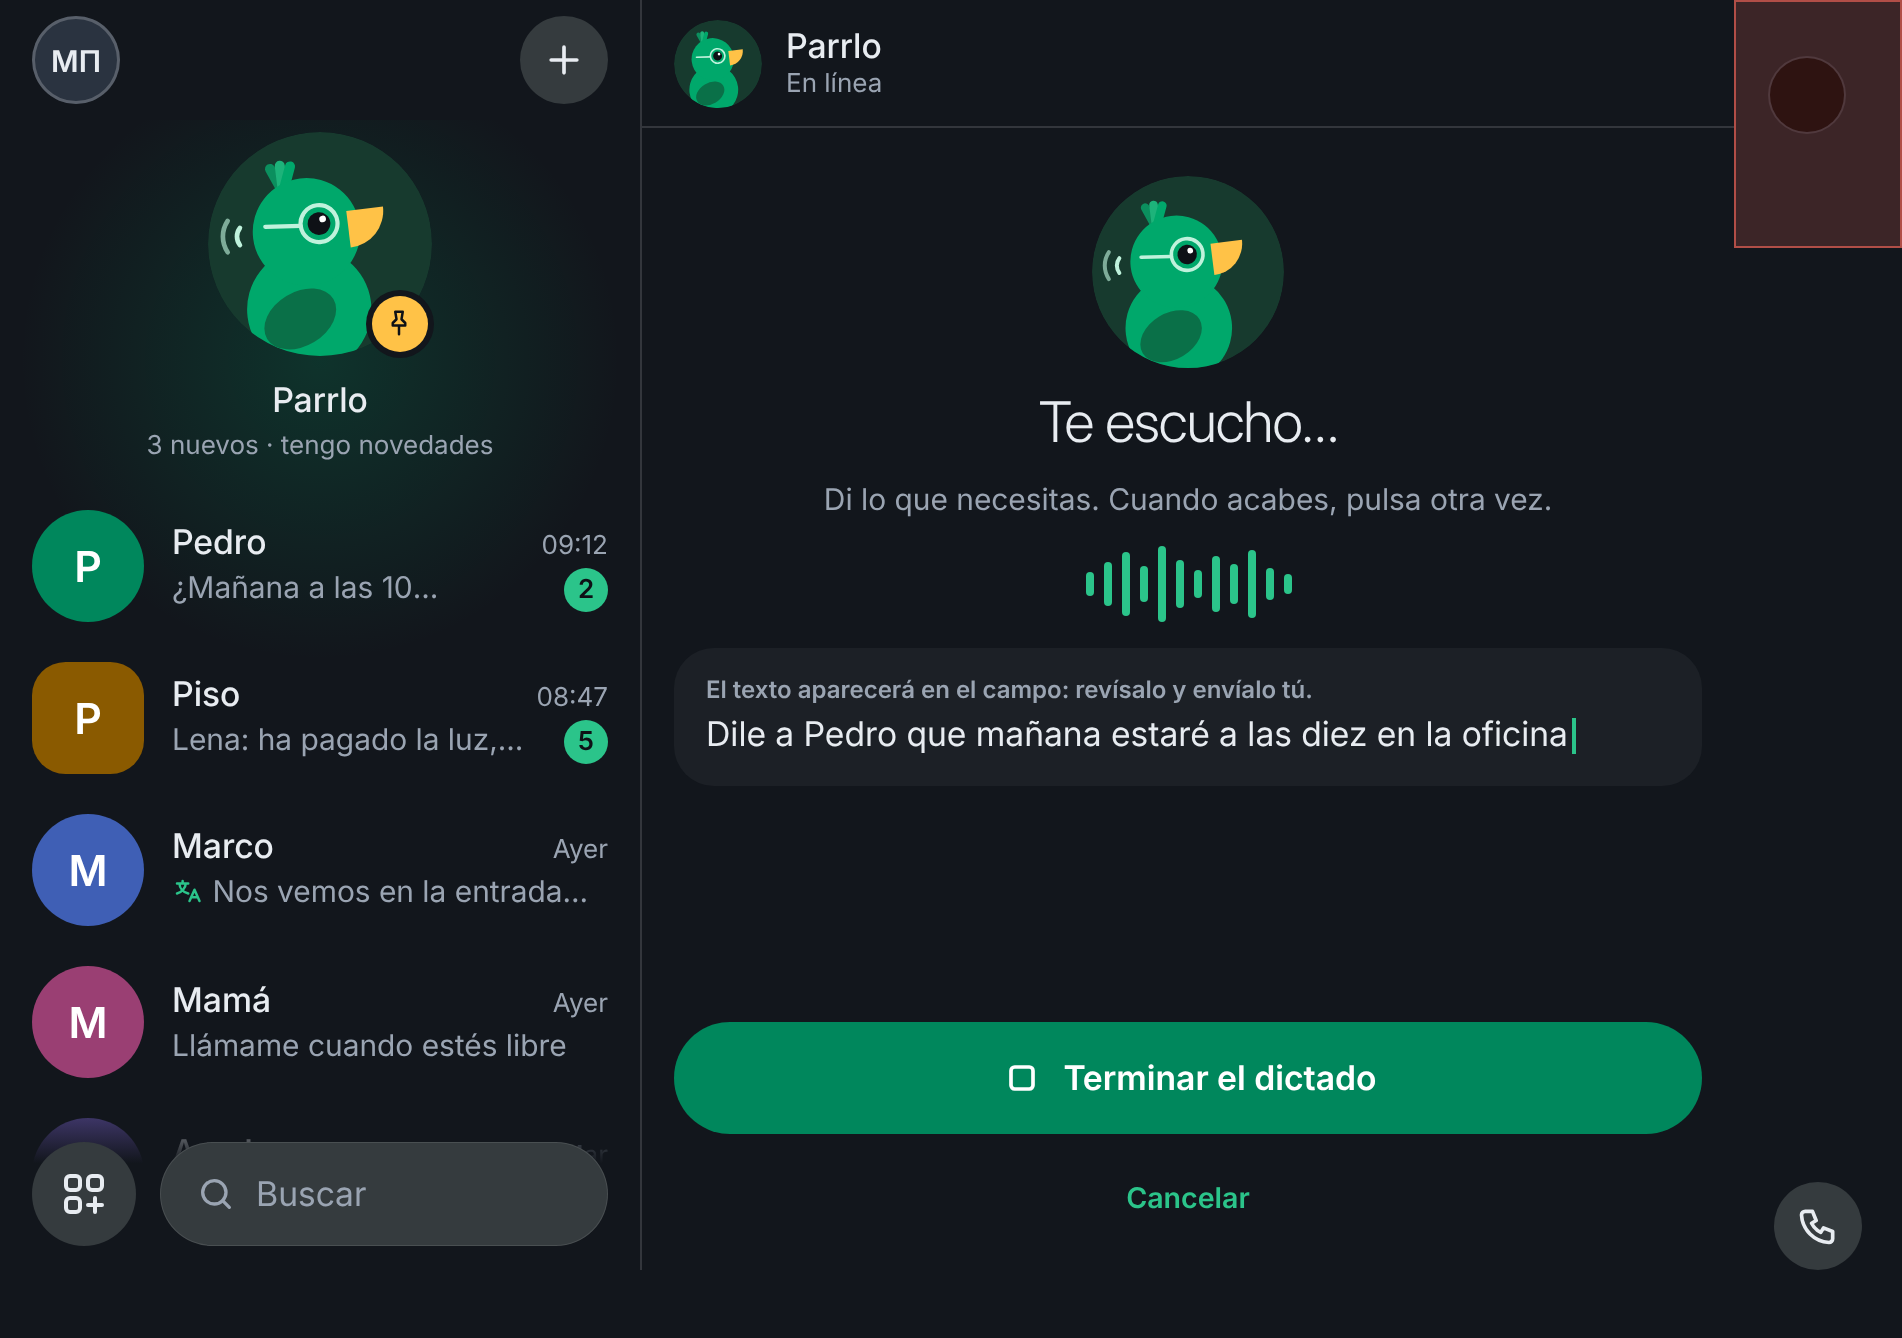 МП
Parrlo
3 nuevos · tengo novedades
P
Pedro
09:12
¿Mañana a las 10...
2
P
Piso
08:47
Lena: ha pagado la luz,...
5
M
Marco
Ayer
Nos vemos en la entrada...
M
Mamá
Ayer
Llámame cuando estés libre
Buscar
Parrlo
En línea
Te escucho...
Di lo que necesitas. Cuando acabes, pulsa otra vez.
El texto aparecerá en el campo: revísalo y envíalo tú.
Dile a Pedro que mañana estaré a las diez en la oficina
Terminar el dictado
Cancelar